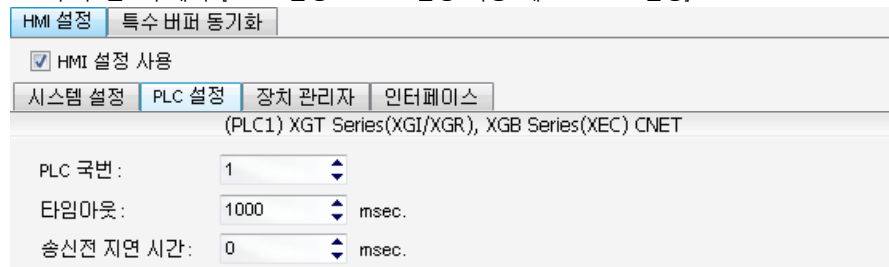 HMI 설정 특수 버퍼 동기화
HMI 설정 사용
시스템 설정 PLC 설정 장치 관리자 인터페이스
(PLC1) XGT Series(XGI/XGR), XGB Series(XEC) CNET
PLC 국번 : 1
타임아웃 : 1000 msec.
송신전 지연 시간 : 0 msec.